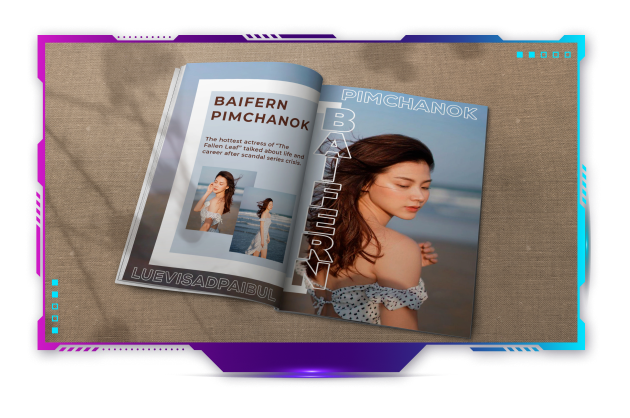 BAIFERN
PIMCHANOK
The hottest actress of "The
Fallen Leaf" talked about life and
career after scandal series crisis.
LUEVISADPAIBUL
PIMCHANOK
BAIFERN